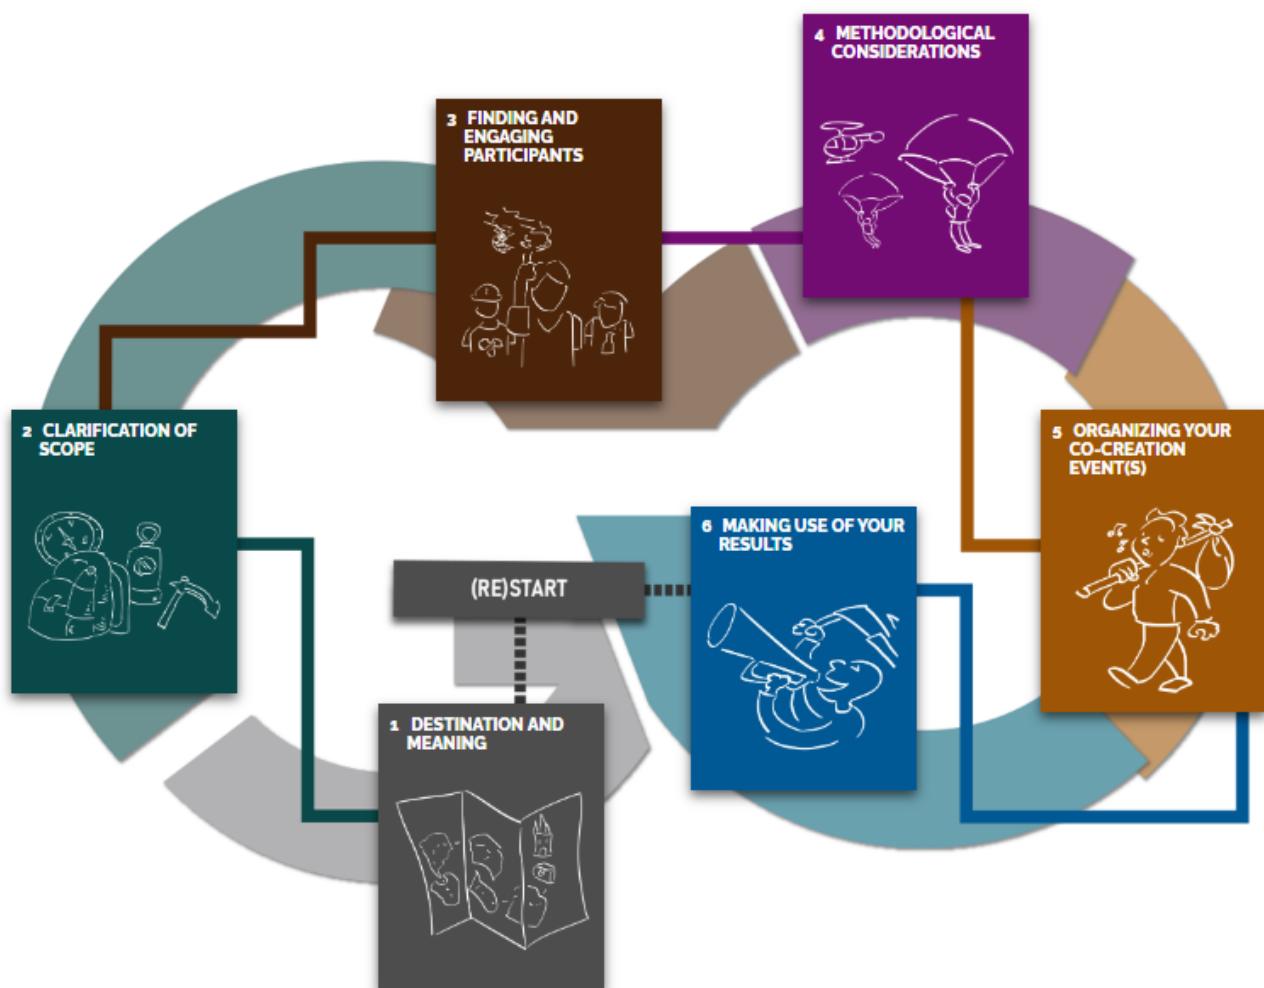 4 METHODOLOGICAL
CONSIDERATIONS
3 FINDING AND
ENGAGING
PARTICIPANTS
2 CLARIFICATION OF
SCOPE
5 ORGANIZING YOUR
CO-CREATION
EVENT(S)
6 MAKING USE OF YOUR
RESULTS
(RE)START
1 DESTINATION AND
MEANING